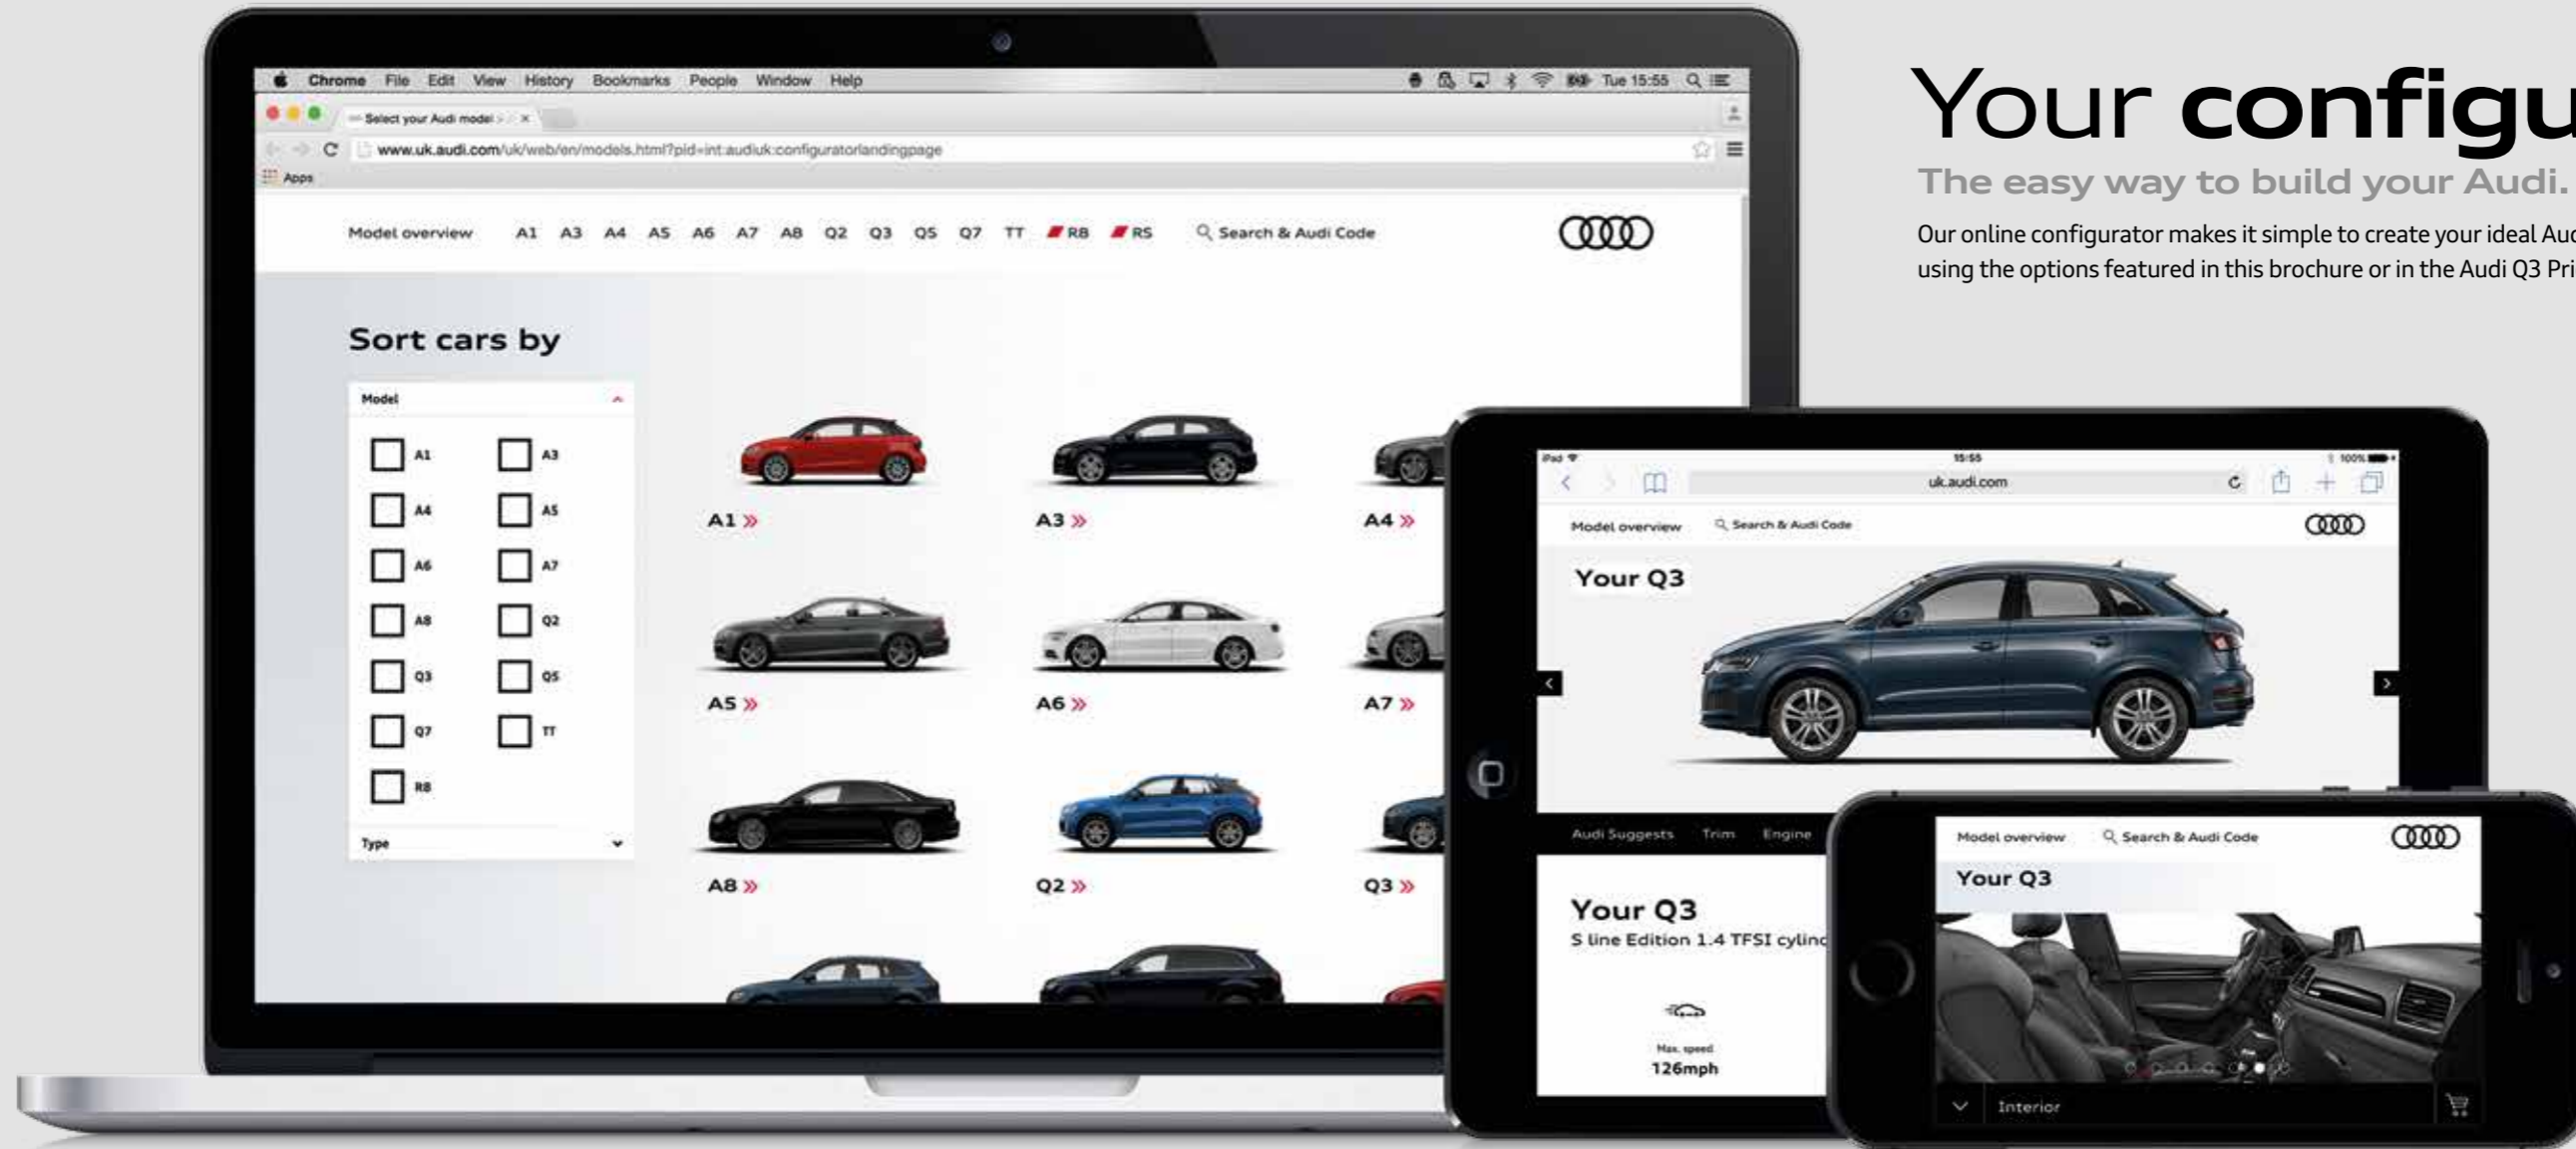 Chrome File Edit View History Bookmarks People Window Help Tue 15:55
Select your Audi model
www.uk.audi.com/uk/web/en/models.html?pid=int:audiuk:configuratorlandingpage
Apps
Model overview A1 A3 A4 A5 A6 A7 A8 Q2 Q3 Q5 Q7 TT R8 RS Search & Audi Code
Sort cars by
Model
A1 A3
A4 A5
A6 A7
A8 Q2
Q3 Q5
Q7 TT
R8
Type
A1 A3 A4
A5 A6 A7
A8 Q2 Q3
Your configu
The easy way to build your Audi.
Our online configurator makes it simple to create your ideal Aud
using the options featured in this brochure or in the Audi Q3 Pri
iPad 15:55 100%
uk.audi.com
Model overview Search & Audi Code
Your Q3
Audi Suggests Trim Engine
Your Q3
S line Edition 1.4 TFSI cylind
Max. speed
126mph
Model overview Search & Audi Code
Your Q3
Interior